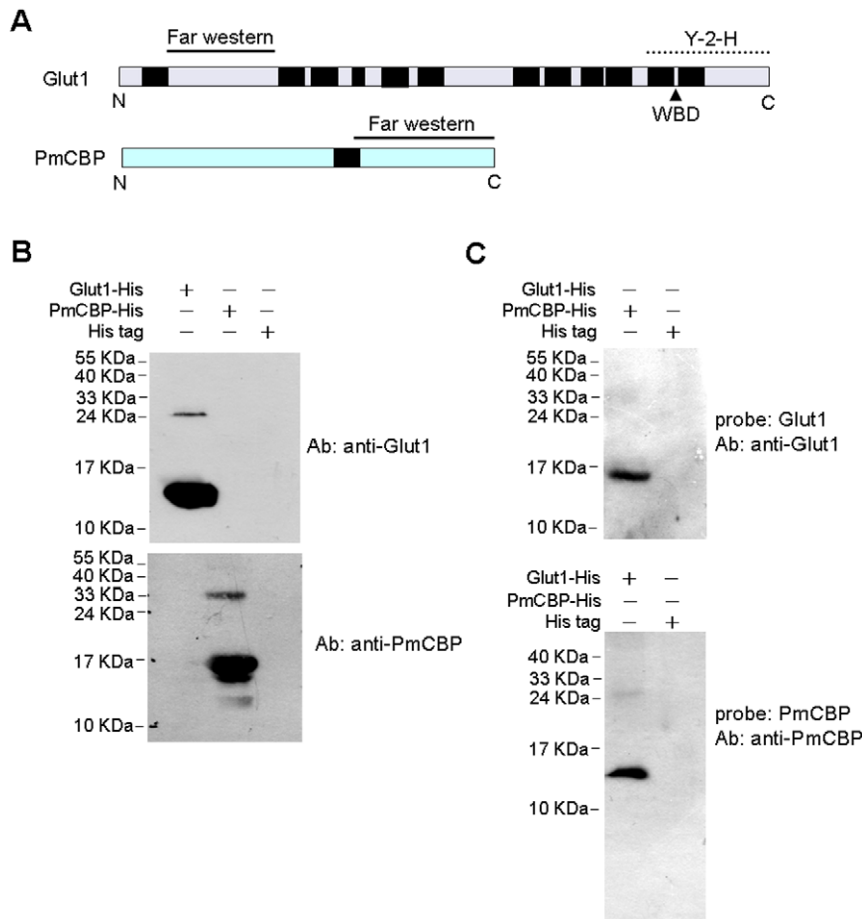 A
Far western
Y-2-H
Glut1
N
C
WBD
Far western
PmCBP
N
C
B
Glut1-His + – –
PmCBP-His – + –
His tag – – +
55 KDa
40 KDa
33 KDa
24 KDa
17 KDa
10 KDa
Ab: anti-Glut1
55 KDa
40 KDa
33 KDa
24 KDa
17 KDa
10 KDa
Ab: anti-PmCBP
C
Glut1-His – –
PmCBP-His + –
His tag – +
55 KDa
40 KDa
33 KDa
24 KDa
17 KDa
10 KDa
probe: Glut1
Ab: anti-Glut1
Glut1-His + –
PmCBP-His – –
His tag – +
40 KDa
33 KDa
24 KDa
17 KDa
10 KDa
probe: PmCBP
Ab: anti-PmCBP